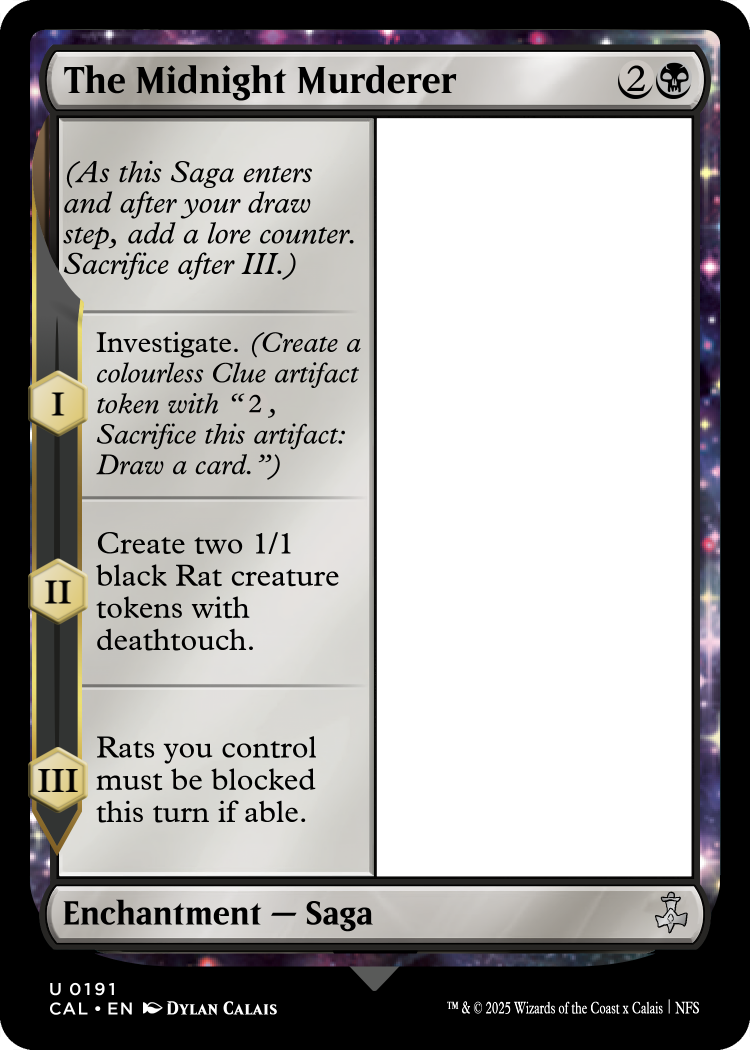 The Midnight Murderer 2
(As this Saga enters
and after your draw
step, add a lore counter.
Sacrifice after III.)
I
Investigate. (Create a
colourless Clue artifact
token with “2,
Sacrifice this artifact:
Draw a card.”)
II
Create two 1/1
black Rat creature
tokens with
deathtouch.
III
Rats you control
must be blocked
this turn if able.
Enchantment — Saga
U 0191
CAL • EN DYLAN CALAIS
™ & © 2025 Wizards of the Coast x Calais | NFS